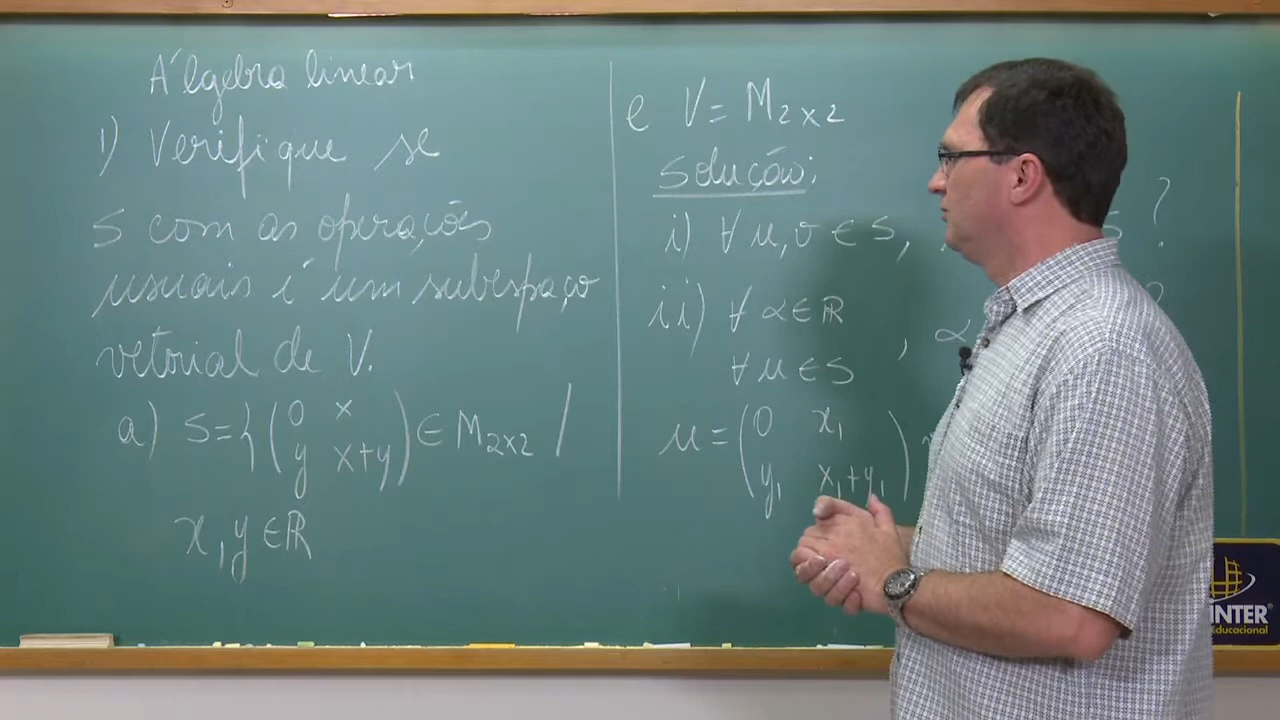 Álgebra linear
1) Verifique se
S com as operações
usuais é um subespaço
vetorial de V.
a) S={(0 x
y x+y) ∈ M2x2 /
x,y ∈ ℝ
e V= M2x2
solução:
i) ∀ u,v ∈ S, S ?
ii) ∀ α ∈ ℝ
∀ u ∈ S , α ?
u = (0 x₁
y₁ x₁+y₁)
INTER
Educacional